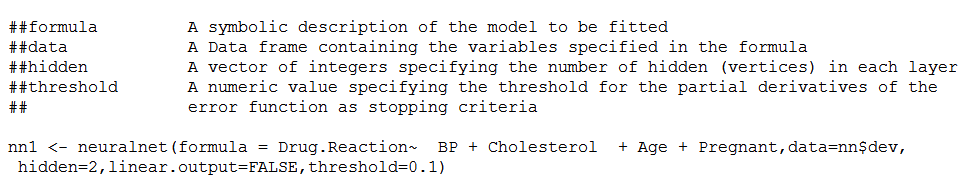 ##formula A symbolic description of the model to be fitted
##data A Data frame containing the variables specified in the formula
##hidden A vector of integers specifying the number of hidden (vertices) in each layer
##threshold A numeric value specifying the threshold for the partial derivatives of the
## error function as stopping criteria
nn1 <- neuralnet(formula = Drug.Reaction~ BP + Cholesterol + Age + Pregnant,data=nn$dev,
hidden=2,linear.output=FALSE,threshold=0.1)